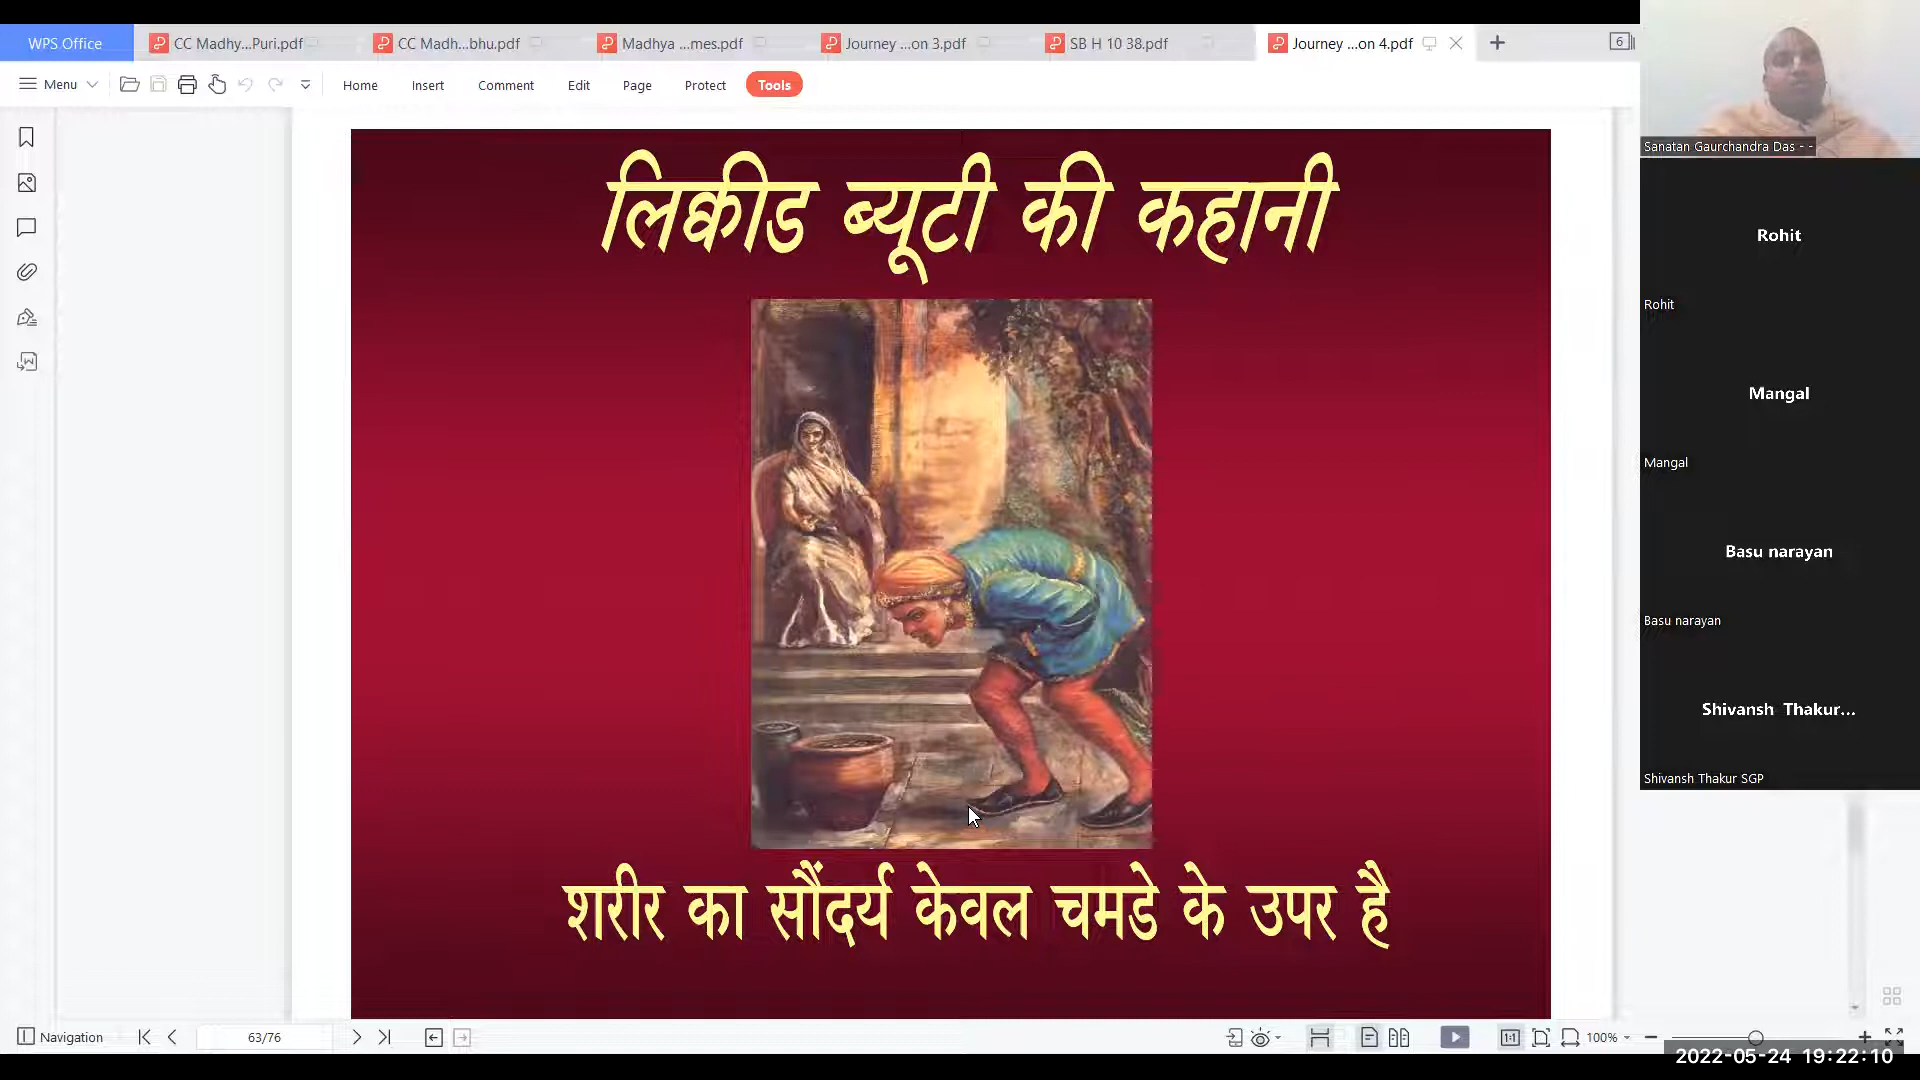 WPS Office
CC Madhy...Puri.pdf
CC Madh...bhu.pdf
Madhya ...mes.pdf
Journey ...on 3.pdf
SB H 10 38.pdf
Journey ...on 4.pdf
6
Menu
Home
Insert
Comment
Edit
Page
Protect
Tools
लिक्वीड ब्यूटी की कहानी
शरीर का सौंदर्य केवल चमडे के उपर है
Sanatan Gaurchandra Das - -
Rohit
Rohit
Mangal
Mangal
Basu narayan
Basu narayan
Shivansh Thakur...
Shivansh Thakur SGP
Navigation
63/76
1:1
100%
2022-05-24 19:22:10